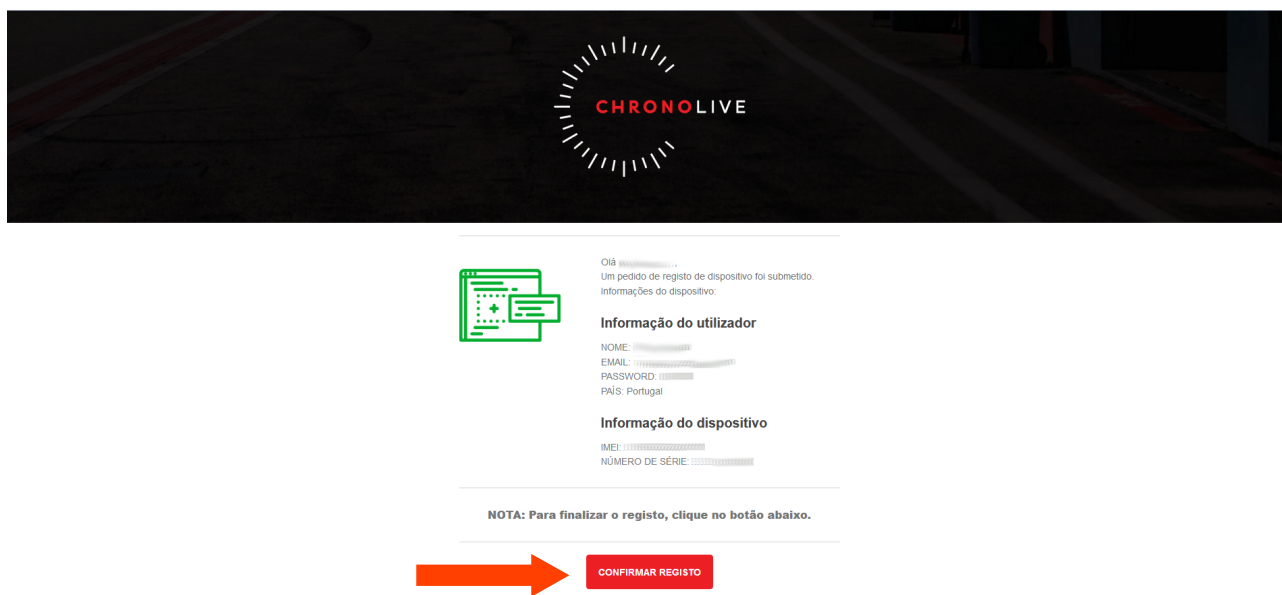 CHRONOLIVE
Olá
Um pedido de registo de dispositivo foi submetido.
Informações do dispositivo:
Informação do utilizador
NOME:
EMAIL:
PASSWORD:
PAÍS: Portugal
Informação do dispositivo
IMEI:
NÚMERO DE SÉRIE:
NOTA: Para finalizar o registo, clique no botão abaixo.
CONFIRMAR REGISTO